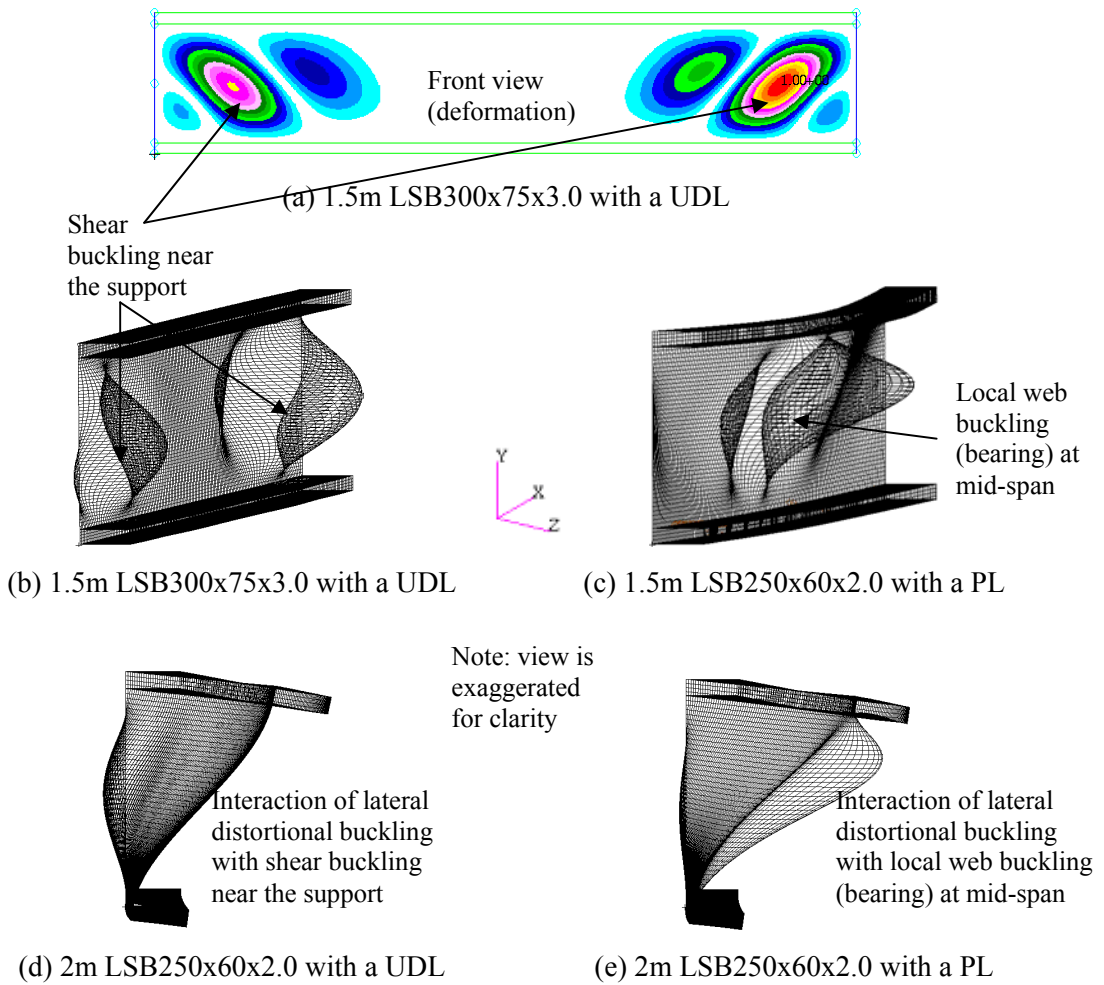 Front view
(deformation)
1.00+00
(a) 1.5m LSB300x75x3.0 with a UDL
Shear
buckling near
the support
Local web
buckling
(bearing) at
mid-span
Y
X
Z
(b) 1.5m LSB300x75x3.0 with a UDL
(c) 1.5m LSB250x60x2.0 with a PL
Note: view is
exaggerated
for clarity
Interaction of lateral
distortional buckling
with shear buckling
near the support
Interaction of lateral
distortional buckling
with local web buckling
(bearing) at mid-span
(d) 2m LSB250x60x2.0 with a UDL
(e) 2m LSB250x60x2.0 with a PL